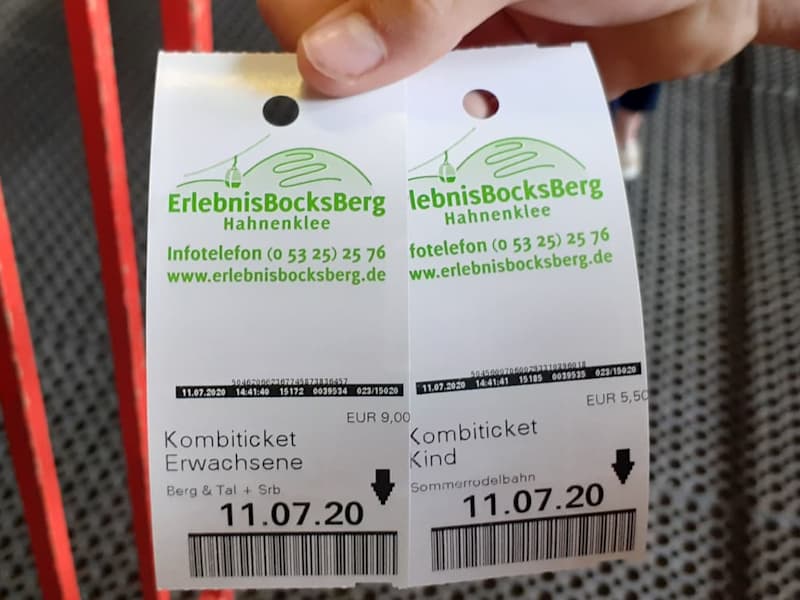 ErlebnisBocksBerg
Hahnenklee
Infotelefon (0 53 25) 25 76
www.erlebnisbocksberg.de
11.07.2020 14:41:40 15172 0039534 023/15020
EUR 9,00
Kombiticket
Erwachsene
Berg & Tal + Srb
11.07.20
lebnisBocksBerg
Hahnenklee
fotelefon (0 53 25) 25 76
ww.erlebnisbocksberg.de
11.07.2020 14:41:41 15185 0039535 023/15020
EUR 5,50
Kombiticket
Kind
Sommerrodelbahn
11.07.20